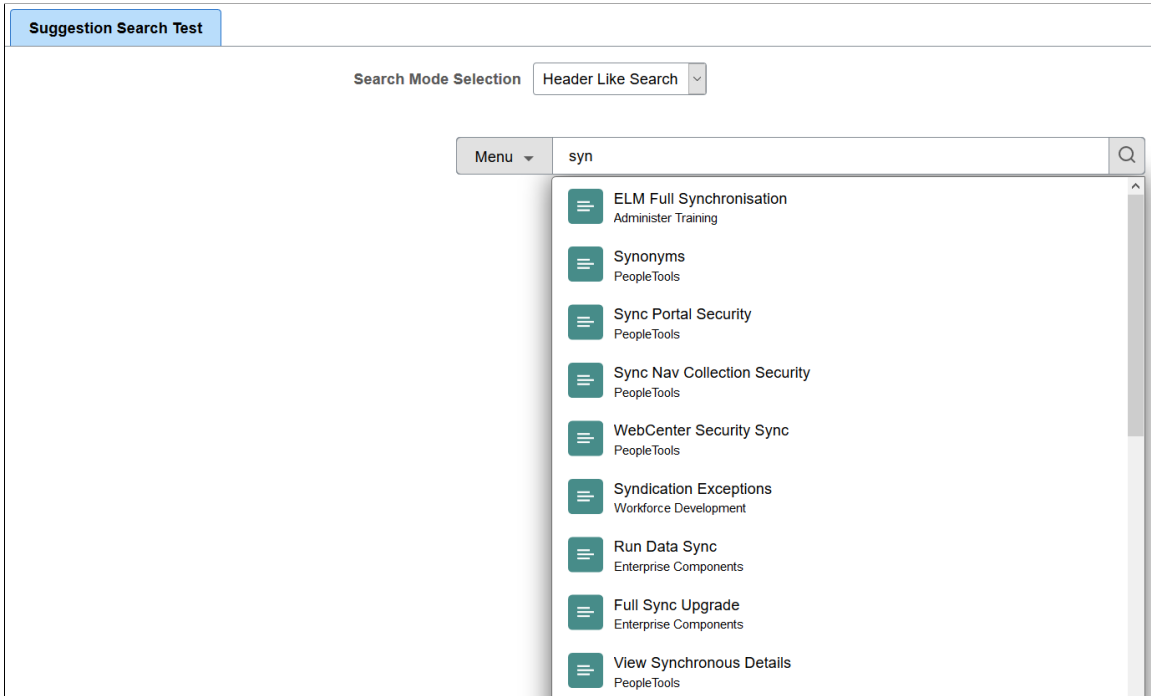 Suggestion Search Test
Search Mode Selection Header Like Search
Menu syn
ELM Full Synchronisation
Administer Training
Synonyms
PeopleTools
Sync Portal Security
PeopleTools
Sync Nav Collection Security
PeopleTools
WebCenter Security Sync
PeopleTools
Syndication Exceptions
Workforce Development
Run Data Sync
Enterprise Components
Full Sync Upgrade
Enterprise Components
View Synchronous Details
PeopleTools